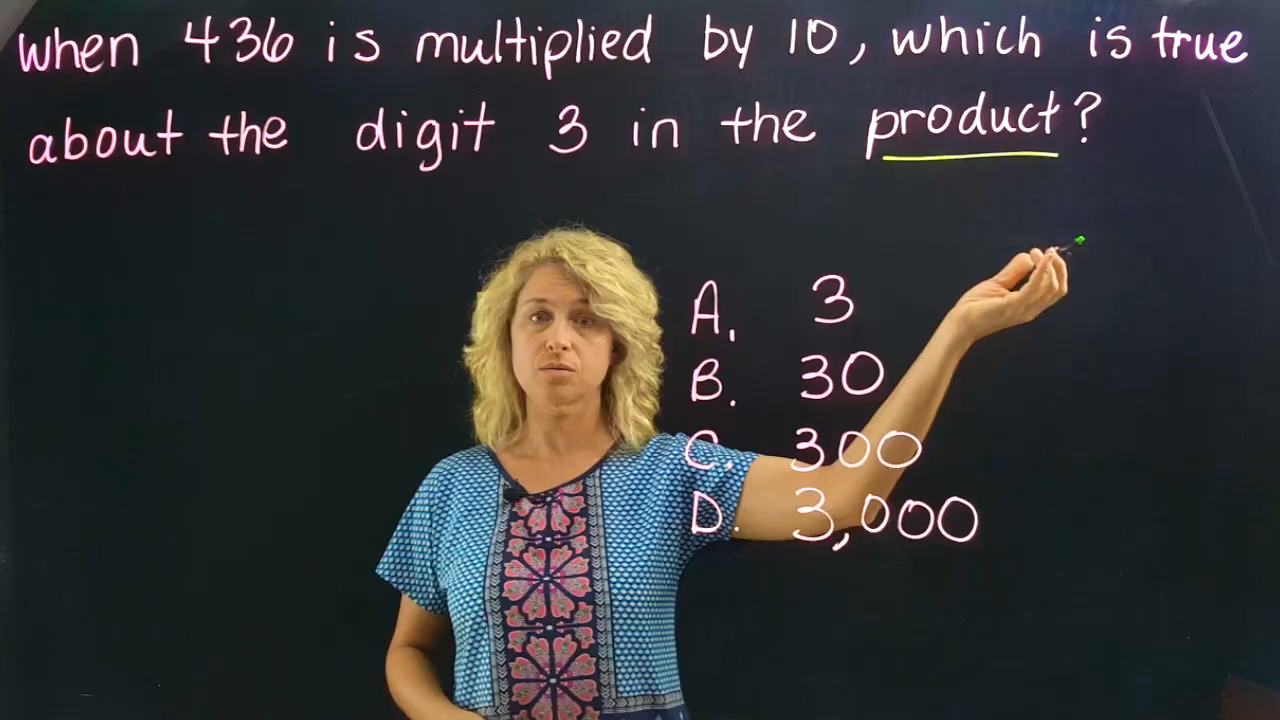 when 436 is multiplied by 10, which is true
about the digit 3 in the product?
A. 3
B. 30
C. 300
D. 3,000